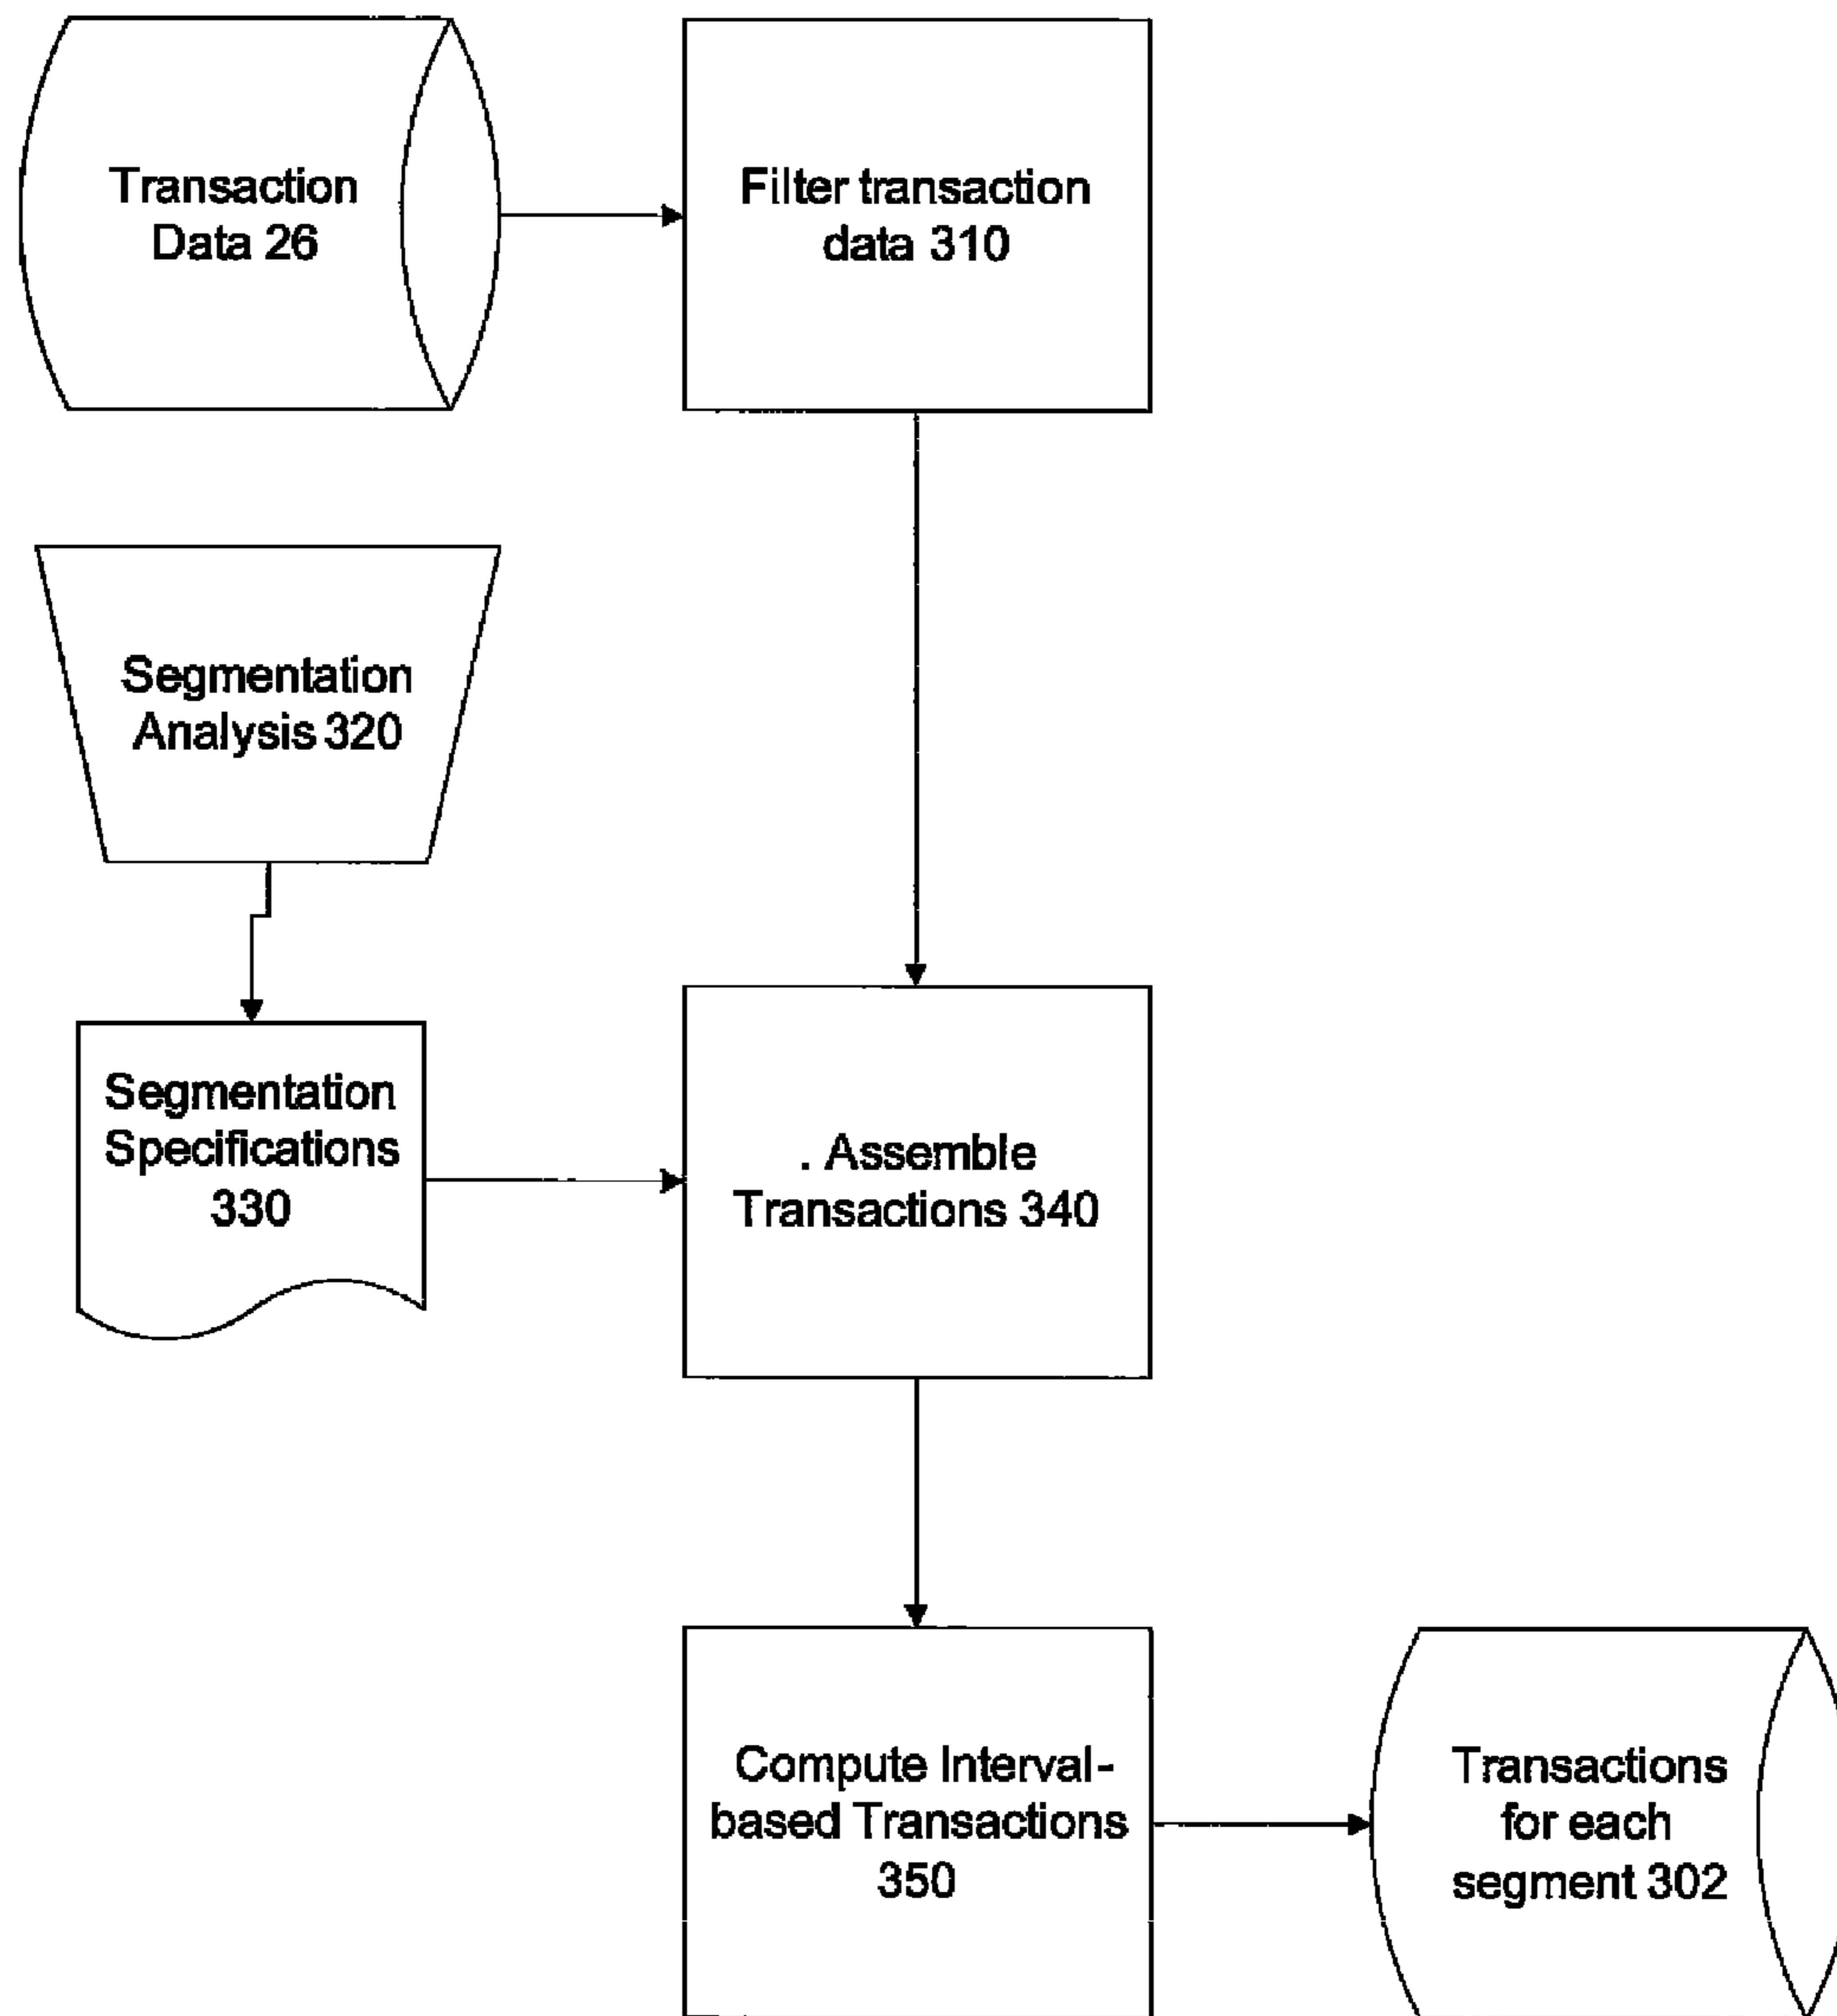 Transaction
Data 26
Filter transaction
data 310
Segmentation
Analysis 320
Segmentation
Specifications
330
. Assemble
Transactions 340
Compute Interval-
based Transactions
350
Transactions
for each
segment 302